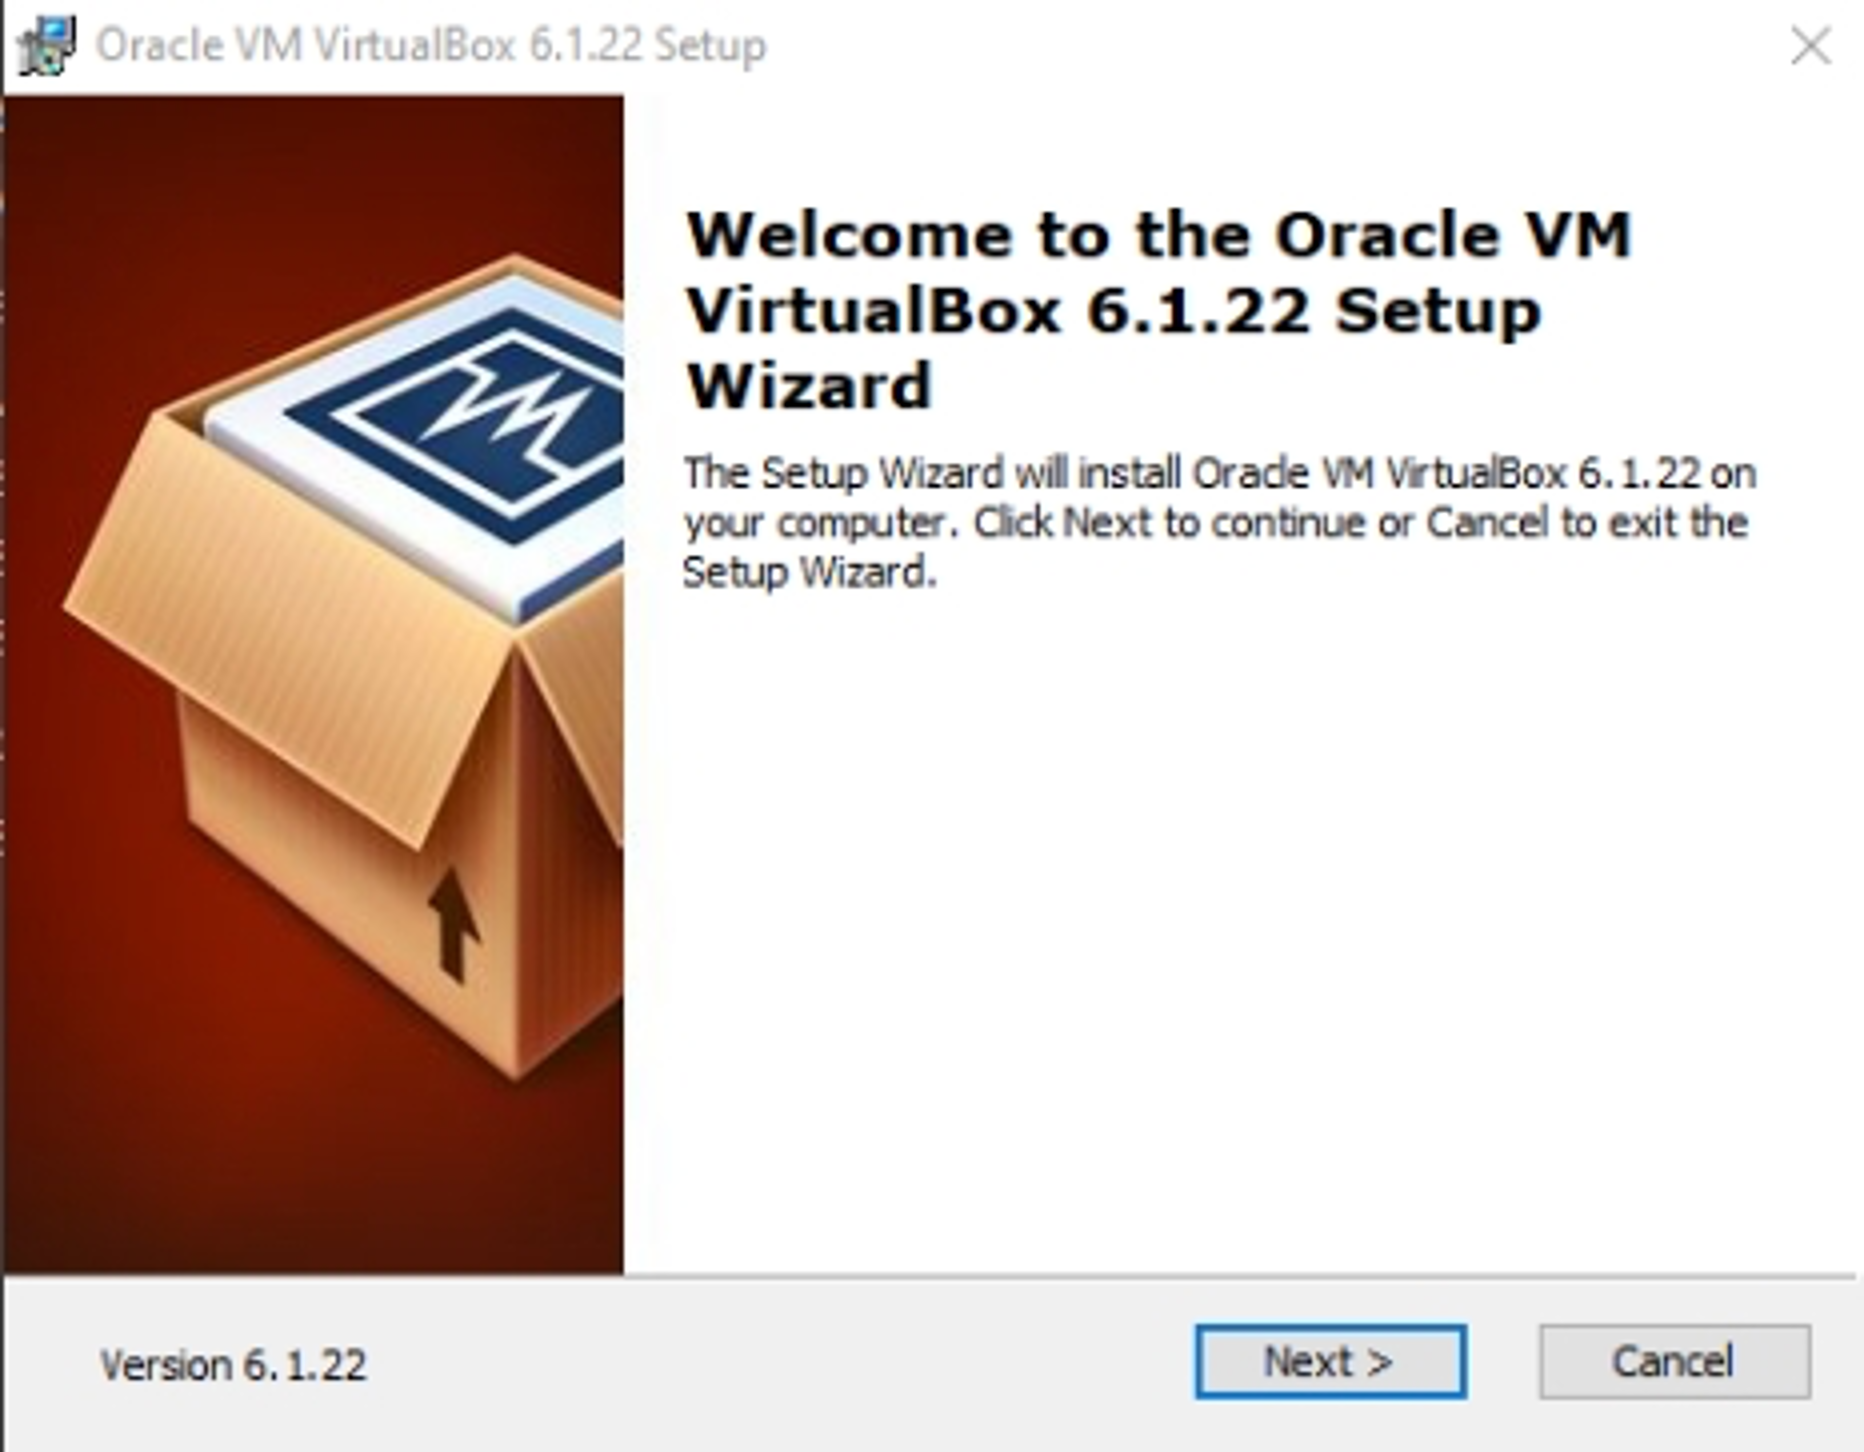 Oracle VM VirtualBox 6.1.22 Setup
Welcome to the Oracle VM
VirtualBox 6.1.22 Setup
Wizard
The Setup Wizard will install Oracle VM VirtualBox 6.1.22 on
your computer. Click Next to continue or Cancel to exit the
Setup Wizard.
Version 6.1.22
Next >
Cancel